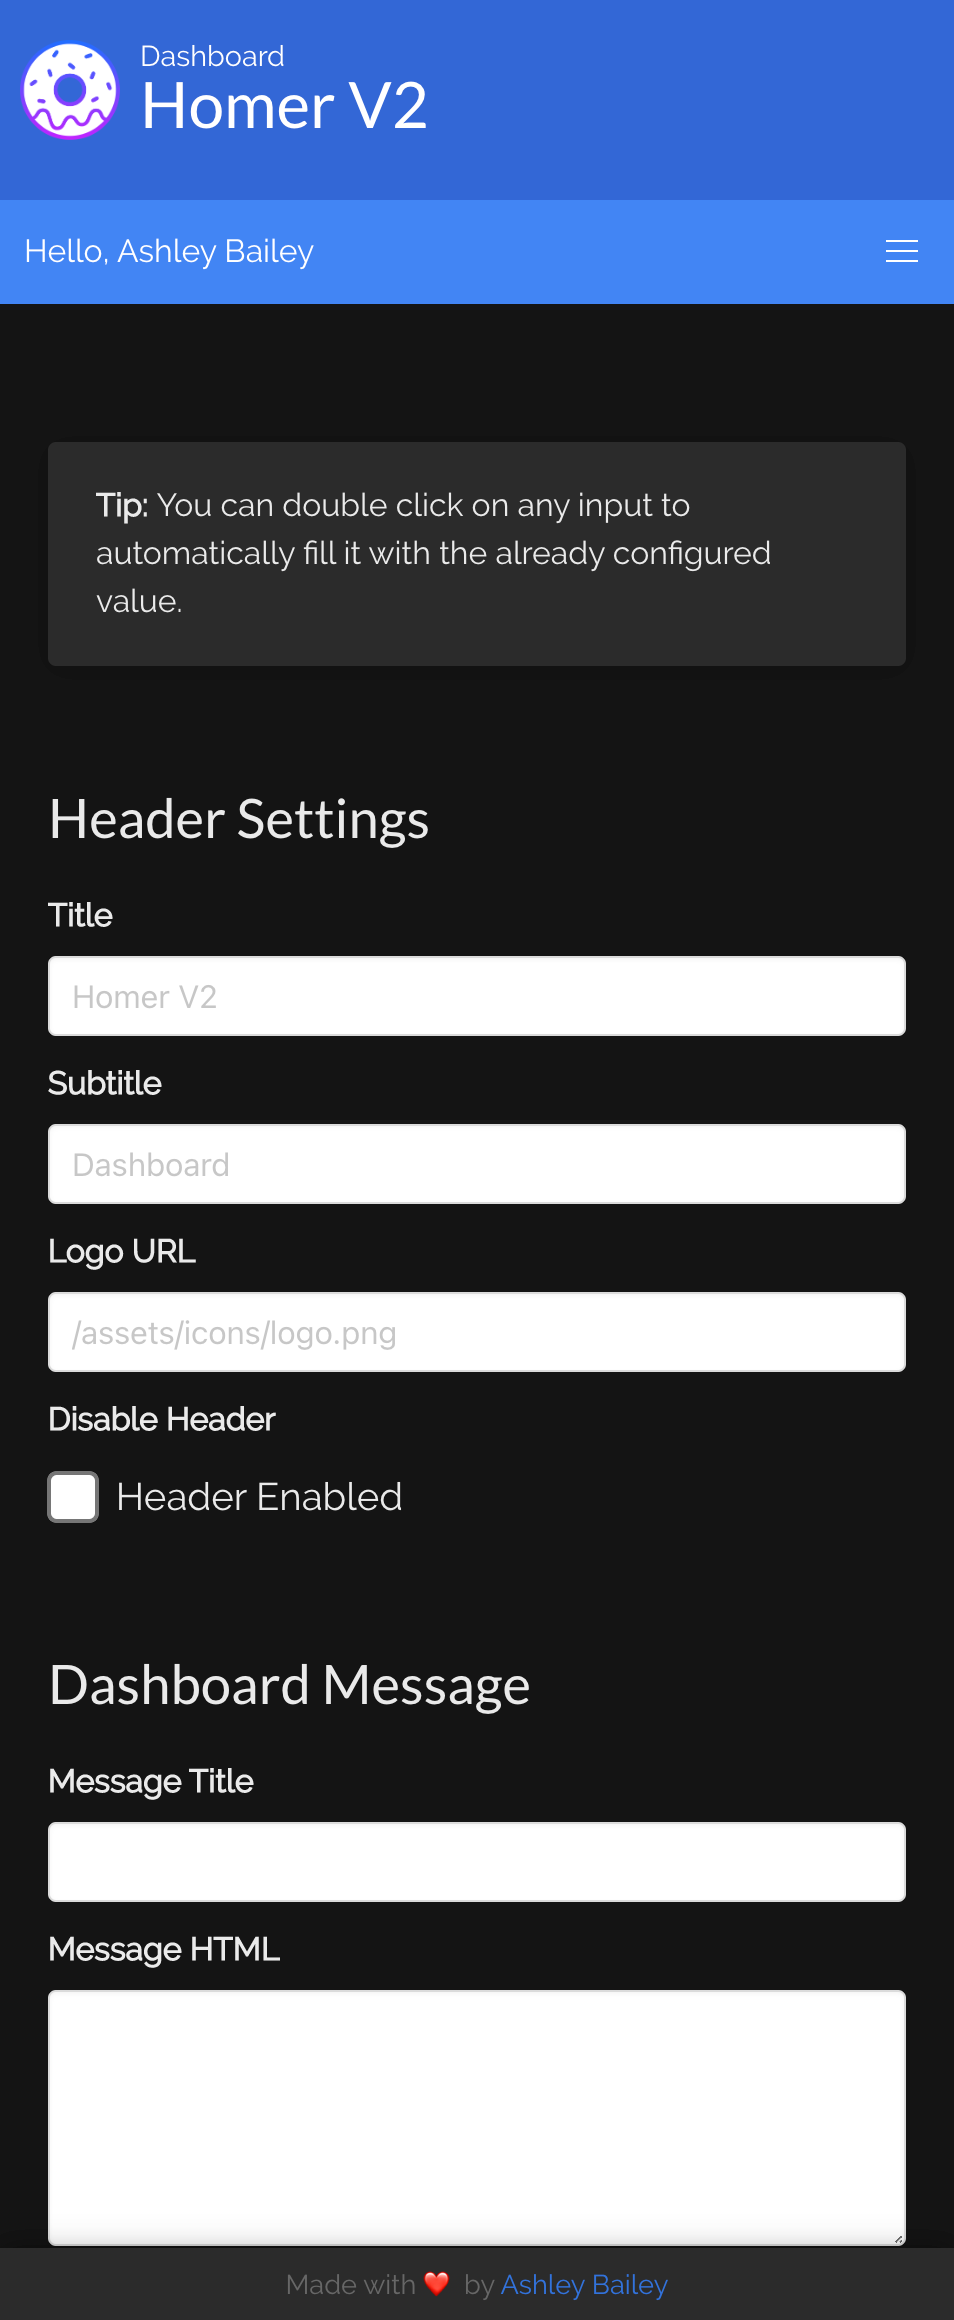 Dashboard
Homer V2
Hello, Ashley Bailey
Tip: You can double click on any input to
automatically fill it with the already configured
value.
Header Settings
Title
Homer V2
Subtitle
Dashboard
Logo URL
/assets/icons/logo.png
Disable Header
Header Enabled
Dashboard Message
Message Title
Message HTML
Made with ❤️ by Ashley Bailey